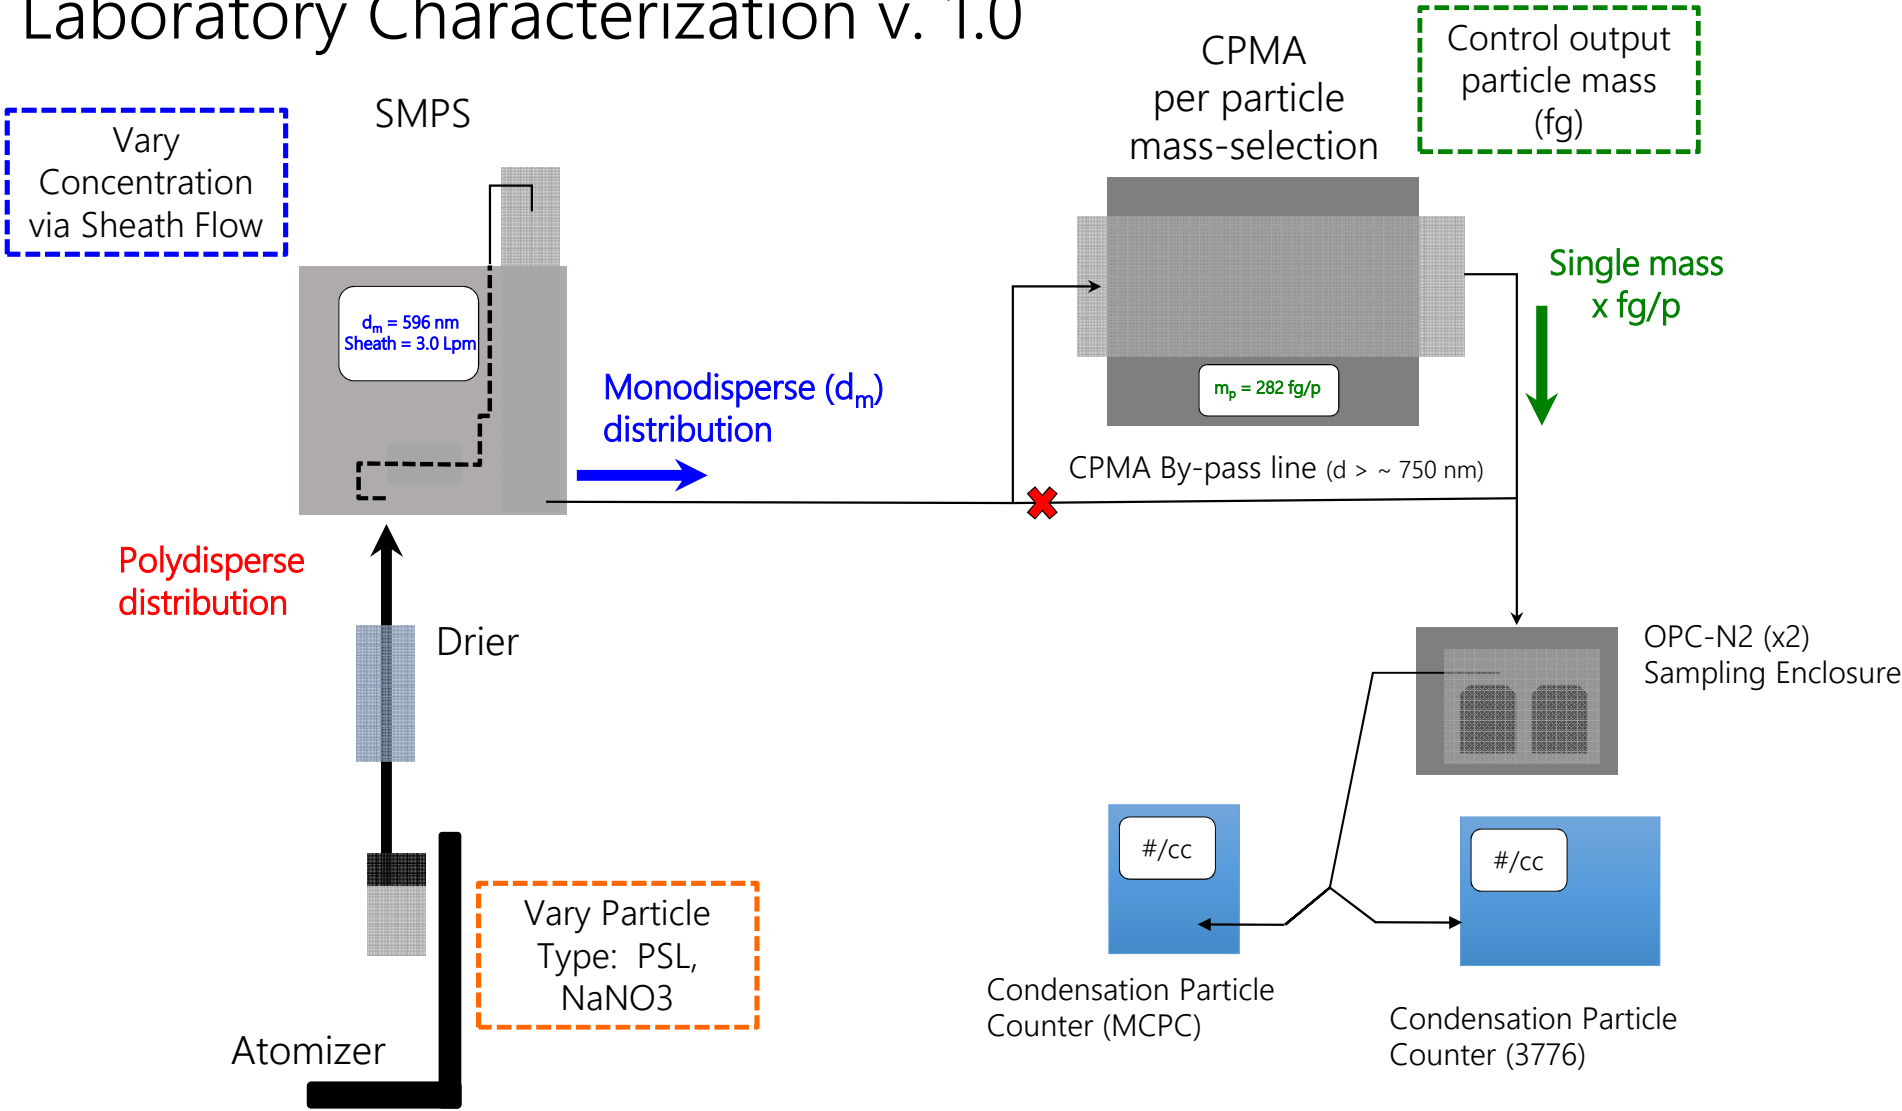 Laboratory Characterization v. 1.0
SMPS
Vary
Concentration
via Sheath Flow
dm = 596 nm
Sheath = 3.0 Lpm
Monodisperse (dm)
distribution
Polydisperse
distribution
Drier
Vary Particle
Type:  PSL,
NaNO3
Atomizer
CPMA
per particle
mass-selection
Control output
particle mass
(fg)
Single mass
x fg/p
mp = 282 fg/p
CPMA By-pass line (d > ~ 750 nm)
OPC-N2 (x2)
Sampling Enclosure
#/cc
#/cc
Condensation Particle
Counter (MCPC)
Condensation Particle
Counter (3776)